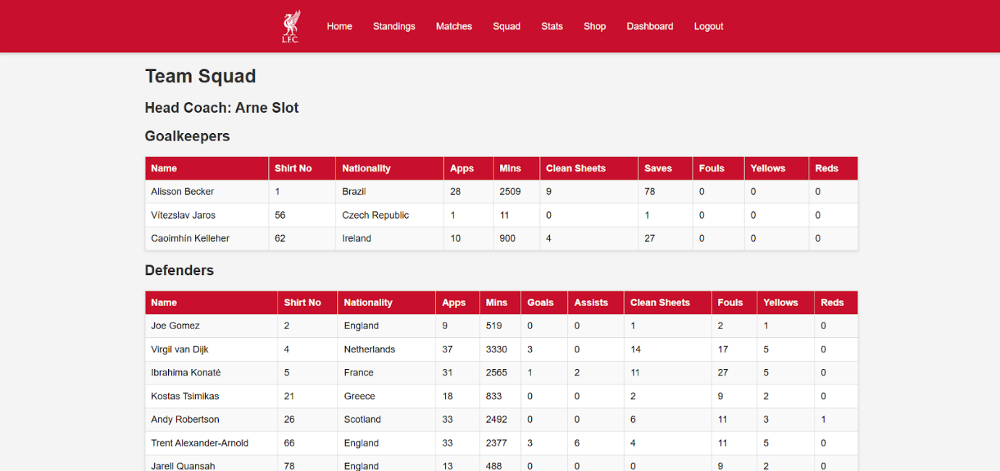 L.F.C.
Home Standings Matches Squad Stats Shop Dashboard Logout
Team Squad
Head Coach: Arne Slot
Goalkeepers
Name Shirt No Nationality Apps Mins Clean Sheets Saves Fouls Yellows Reds
Alisson Becker 1 Brazil 28 2509 9 78 0 0 0
Vítezslav Jaros 56 Czech Republic 1 11 0 1 0 0 0
Caoimhín Kelleher 62 Ireland 10 900 4 27 0 0 0
Defenders
Name Shirt No Nationality Apps Mins Goals Assists Clean Sheets Fouls Yellows Reds
Joe Gomez 2 England 9 519 0 0 1 2 1 0
Virgil van Dijk 4 Netherlands 37 3330 3 0 14 17 5 0
Ibrahima Konaté 5 France 31 2565 1 2 11 27 5 0
Kostas Tsimikas 21 Greece 18 833 0 0 2 9 2 0
Andy Robertson 26 Scotland 33 2492 0 0 6 11 3 1
Trent Alexander-Arnold 66 England 33 2377 3 6 4 11 5 0
Jarell Quansah 78 England 13 488 0 0 0 9 2 0